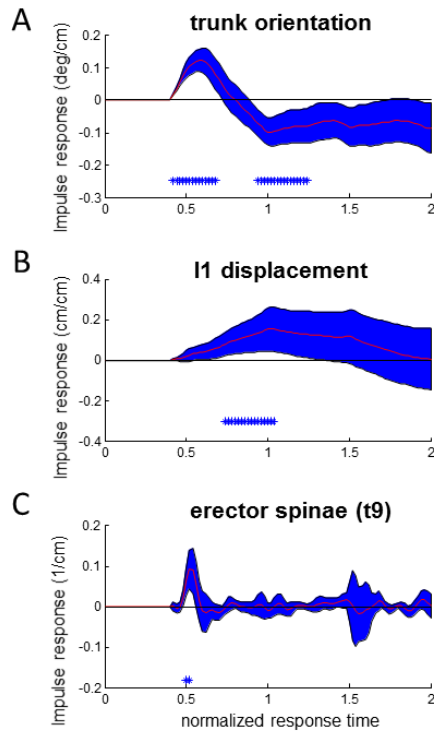 A
trunk orientation
Impulse response (deg/cm)
0.2
0.1
0
-0.1
-0.2
-0.3
0 0.5 1 1.5 2
B
l1 displacement
Impulse response (cm/cm)
0.4
0.2
0
-0.2
-0.4
0 0.5 1 1.5 2
C
erector spinae (t9)
Impulse response (1/cm)
0.2
0.1
0
-0.1
-0.2
0 0.5 1 1.5 2
normalized response time